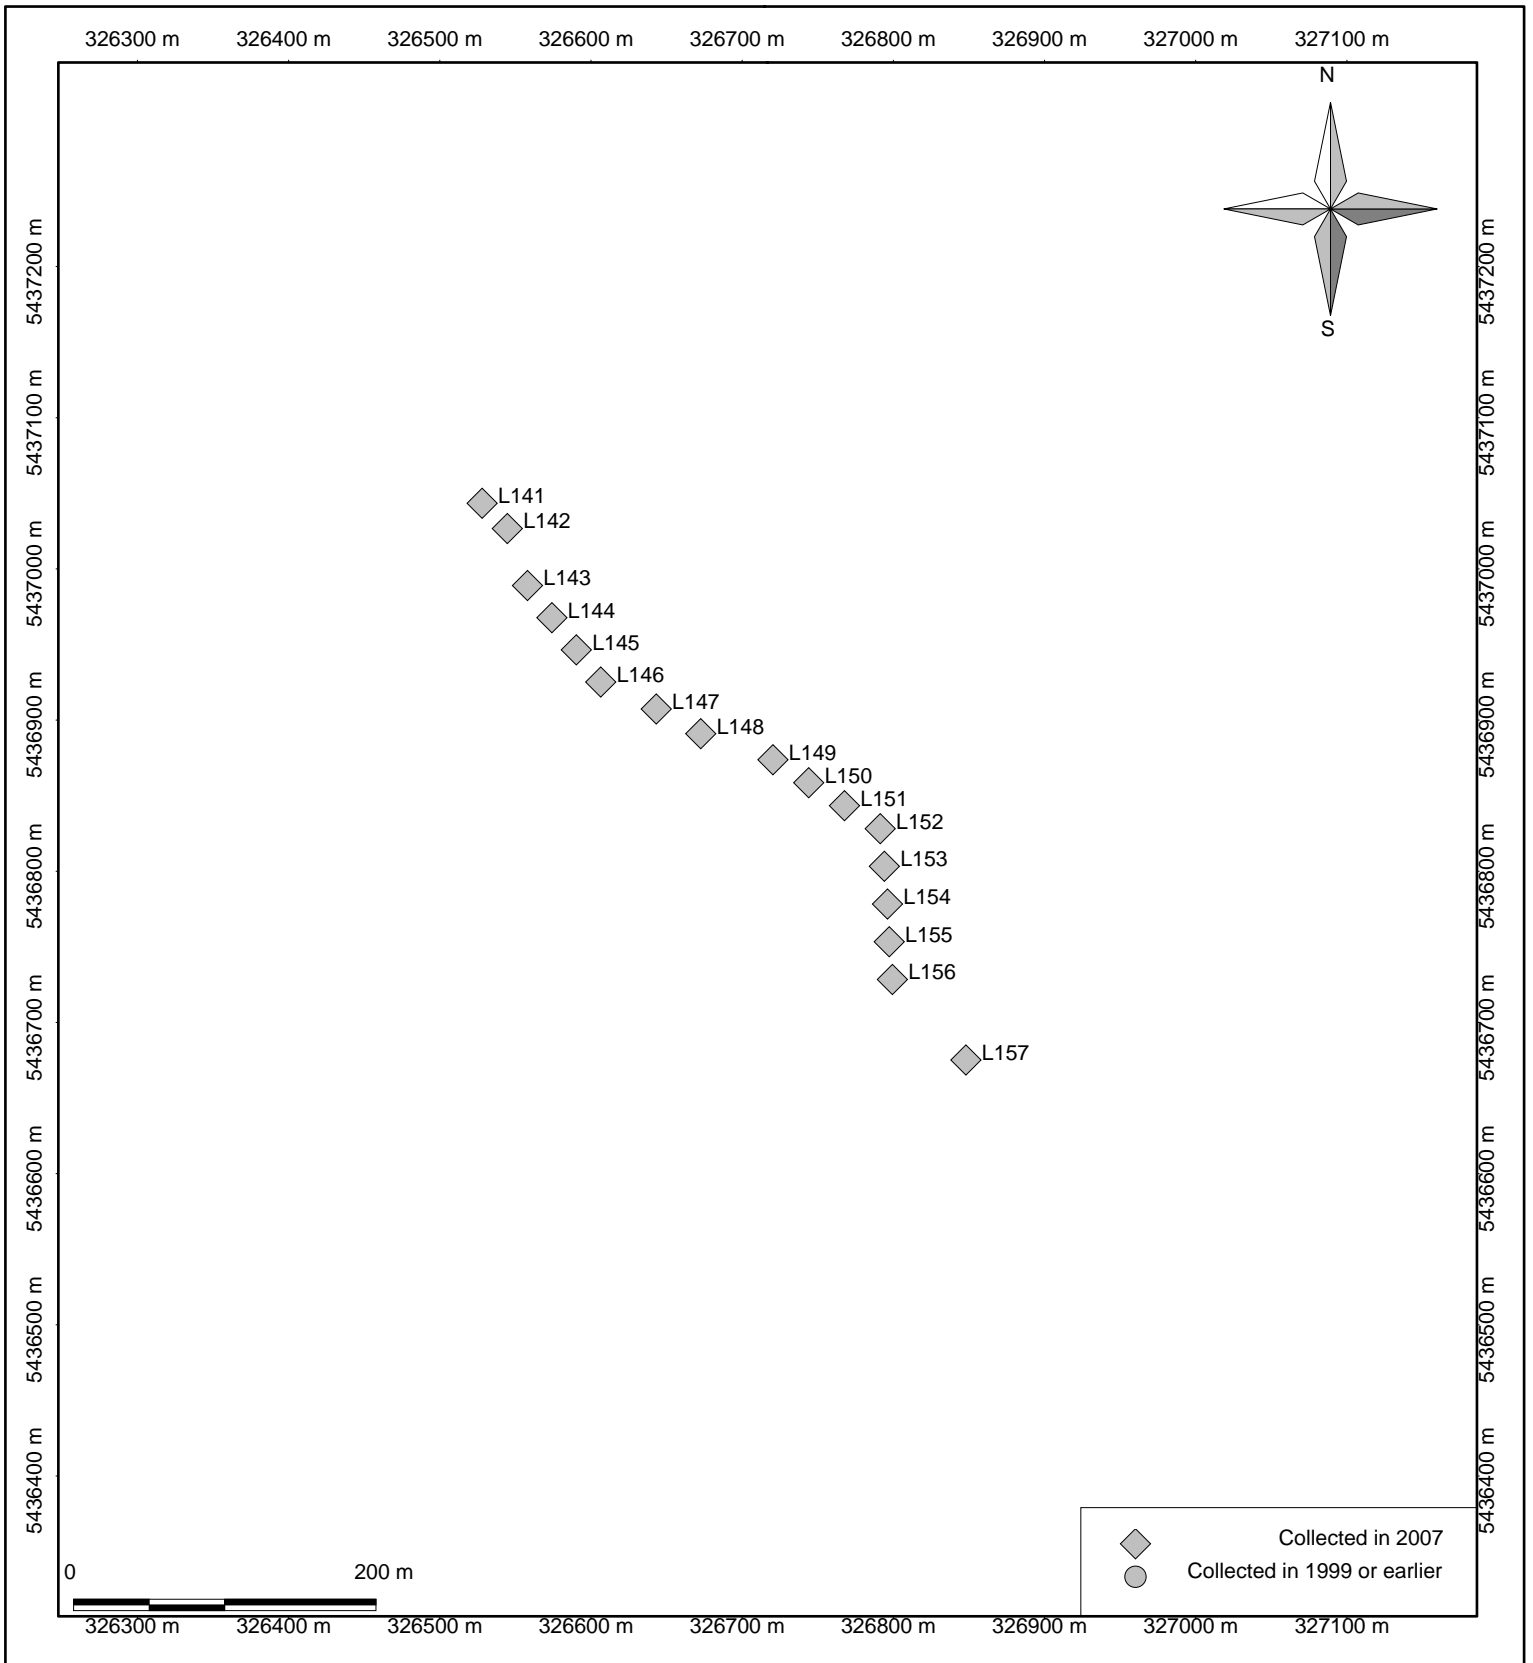 326300 m 326400 m 326500 m 326600 m 326700 m 326800 m 326900 m 327000 m 327100 m
N
S
5437200 m
5437100 m
5437000 m
5436900 m
5436800 m
5436700 m
5436600 m
5436500 m
5436400 m
5437200 m
5437100 m
5437000 m
5436900 m
5436800 m
5436700 m
5436600 m
5436500 m
5436400 m
L141
L142
L143
L144
L145
L146
L147
L148
L149
L150
L151
L152
L153
L154
L155
L156
L157
Collected in 2007
Collected in 1999 or earlier
0 200 m
326300 m 326400 m 326500 m 326600 m 326700 m 326800 m 326900 m 327000 m 327100 m